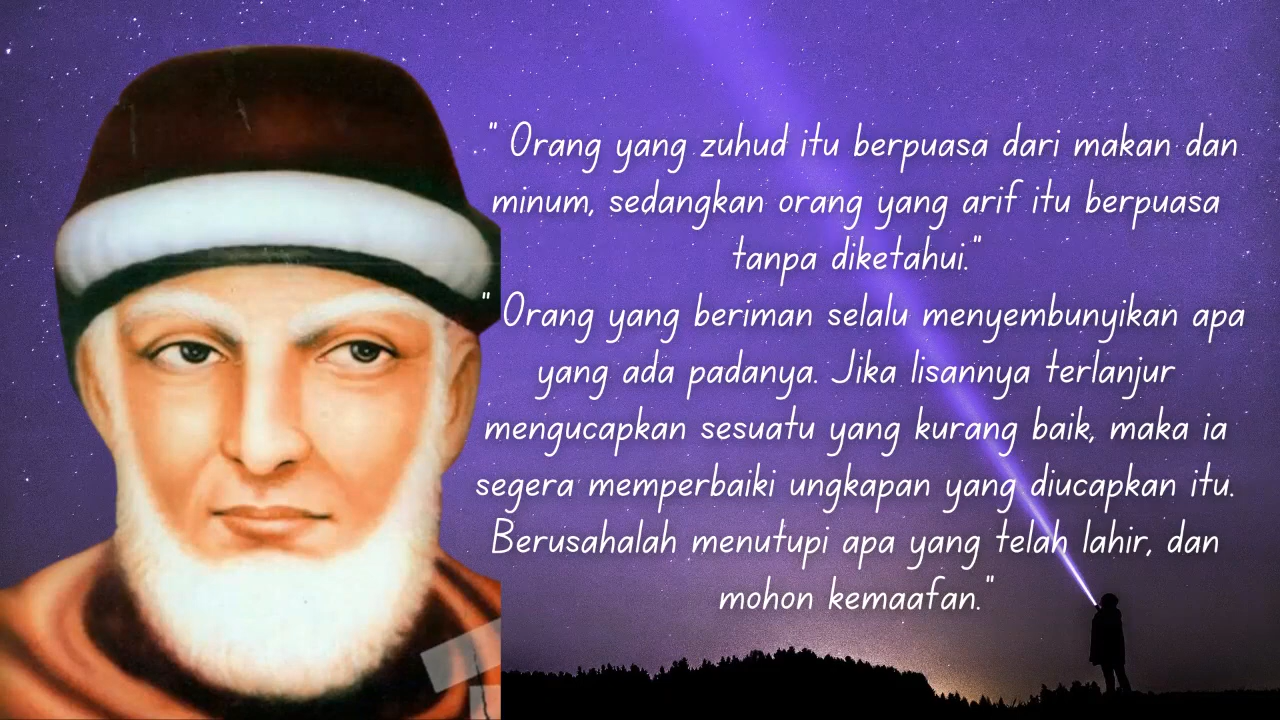 " Orang yang zuhud itu berpuasa dari makan dan
minum, sedangkan orang yang arif itu berpuasa
tanpa diketahui."
" Orang yang beriman selalu menyembunyikan apa
yang ada padanya. Jika lisannya terlanjur
mengucapkan sesuatu yang kurang baik, maka ia
segera memperbaiki ungkapan yang diucapkan itu.
Berusahalah menutupi apa yang telah lahir, dan
mohon kemaafan."